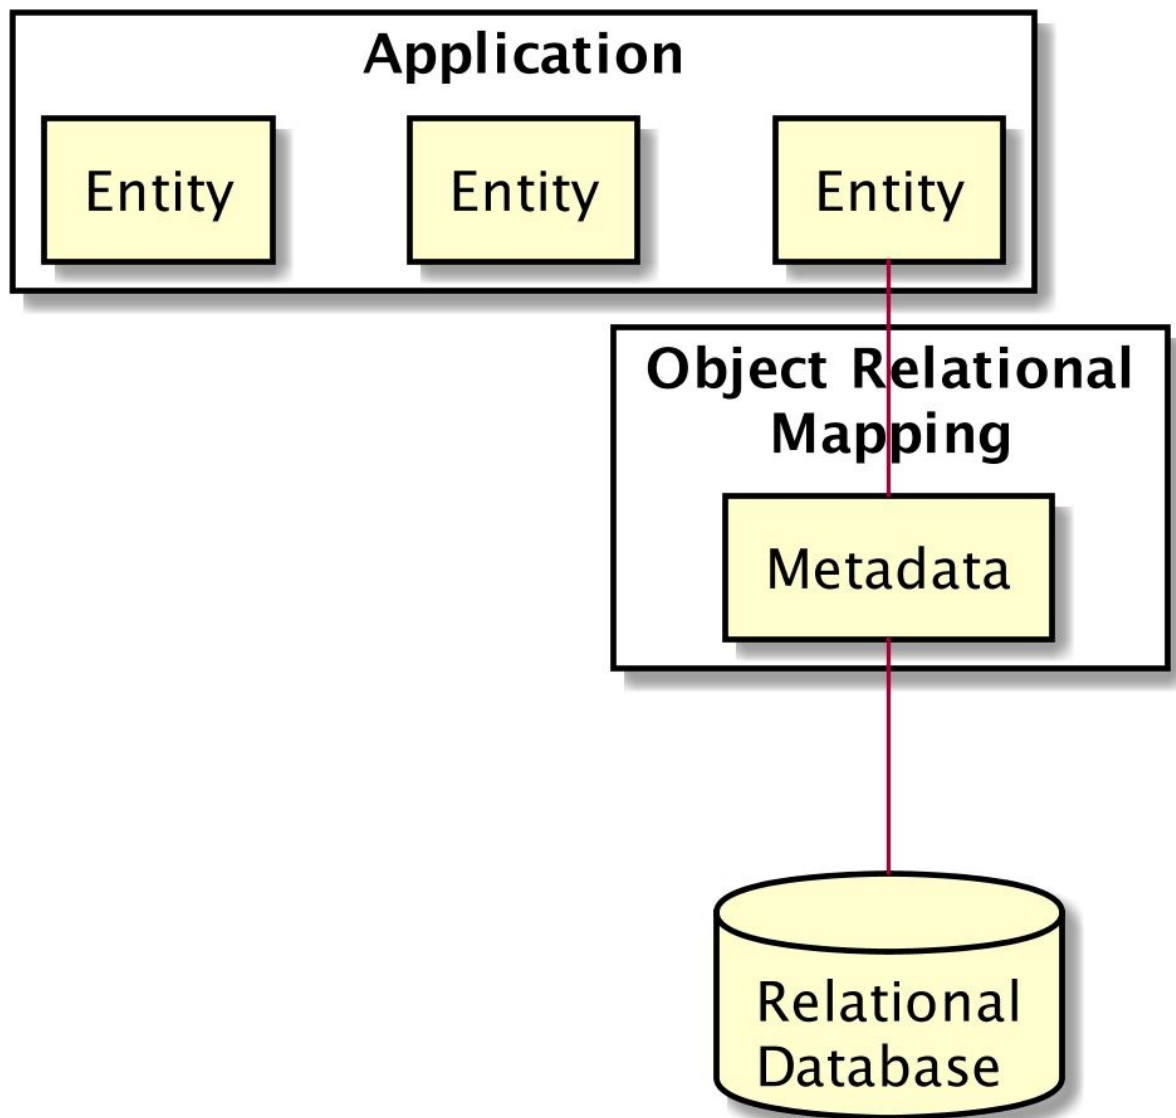 Application
Entity Entity Entity
Object Relational
Mapping
Metadata
Relational
Database